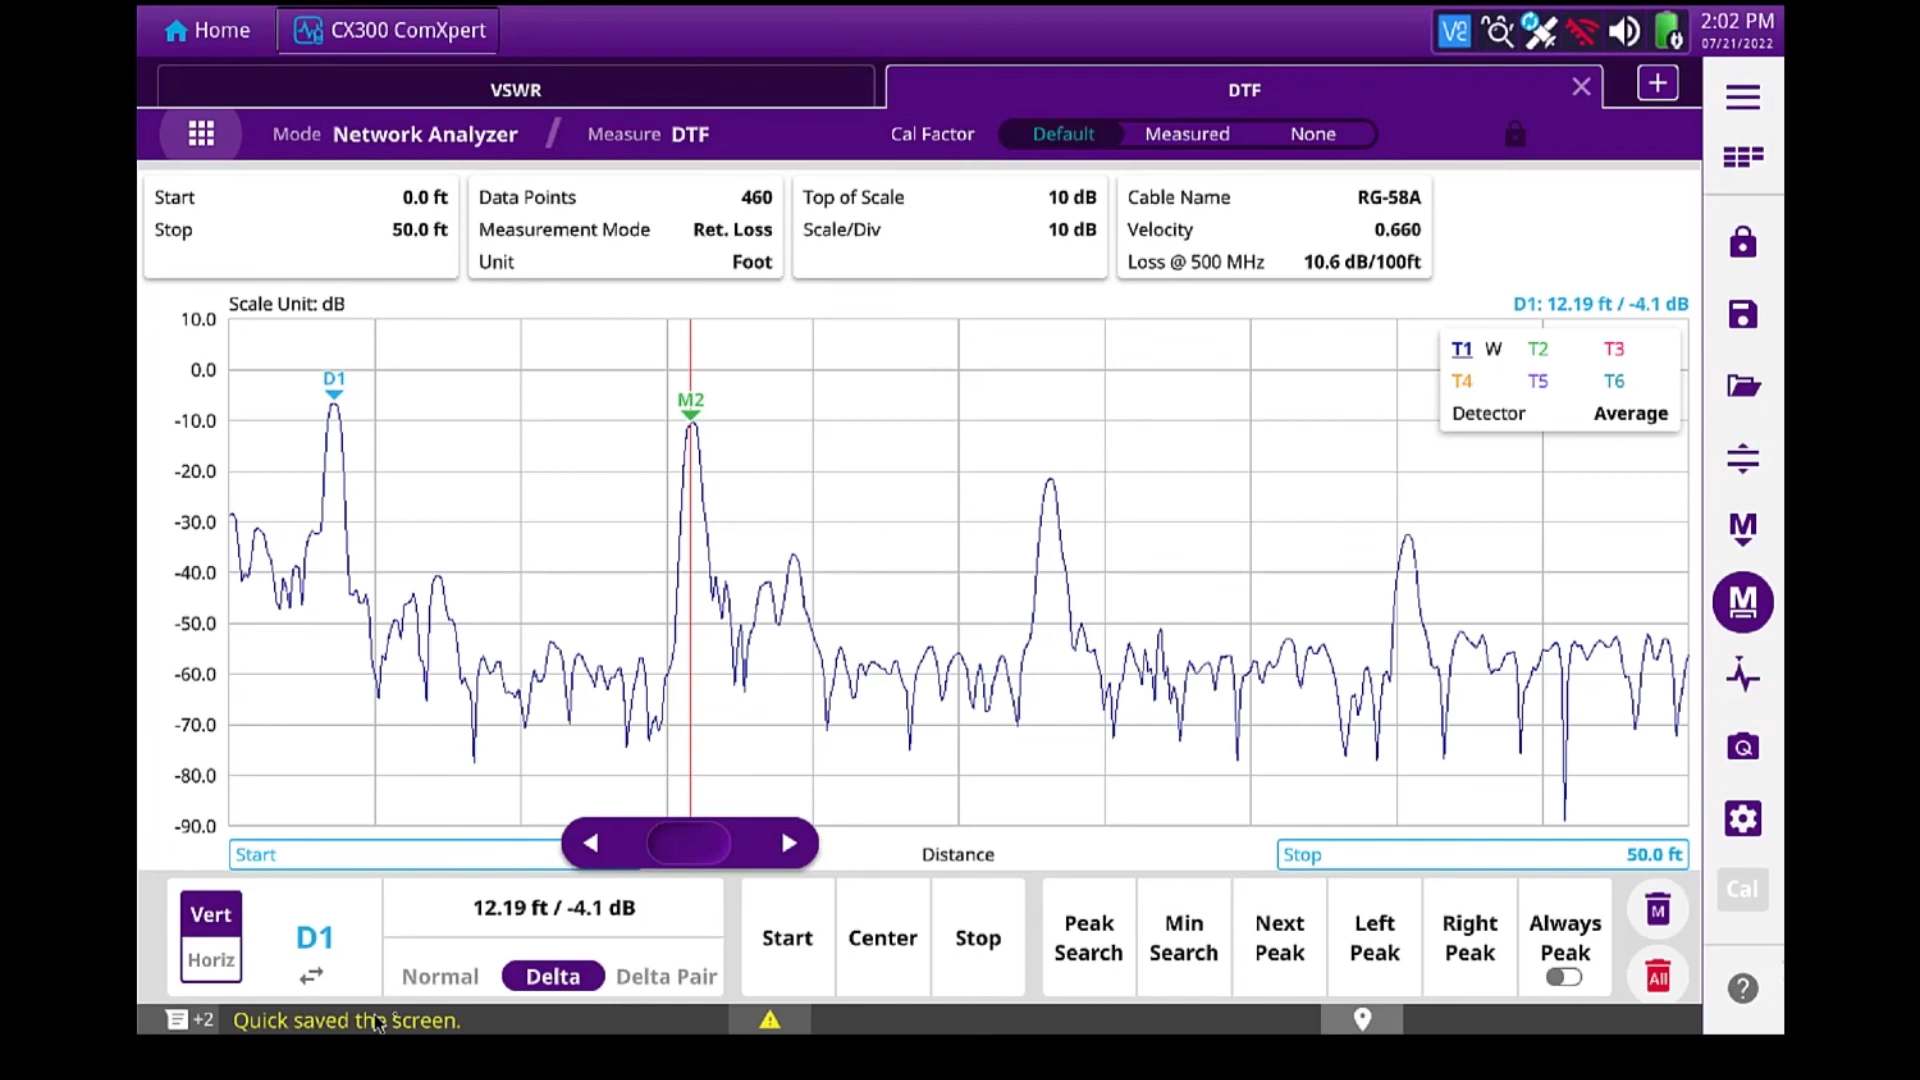 Home
CX300 ComXpert
V2
2:02 PM
07/21/2022
VSWR
DTF
Mode Network Analyzer / Measure DTF
Cal Factor Default Measured None
Start 0.0 ft
Stop 50.0 ft
Data Points 460
Measurement Mode Ret. Loss
Unit Foot
Top of Scale 10 dB
Scale/Div 10 dB
Cable Name RG-58A
Velocity 0.660
Loss @ 500 MHz 10.6 dB/100ft
Scale Unit: dB
D1: 12.19 ft / -4.1 dB
10.0
0.0
-10.0
-20.0
-30.0
-40.0
-50.0
-60.0
-70.0
-80.0
-90.0
D1
M2
T1 W T2 T3
T4 T5 T6
Detector Average
Start
Distance
Stop 50.0 ft
Vert
Horiz
D1
12.19 ft / -4.1 dB
Normal Delta Delta Pair
Start
Center
Stop
Peak
Search
Min
Search
Next
Peak
Left
Peak
Right
Peak
Always
Peak
M
All
M
M
Q
Cal
?
+2 Quick saved the screen.